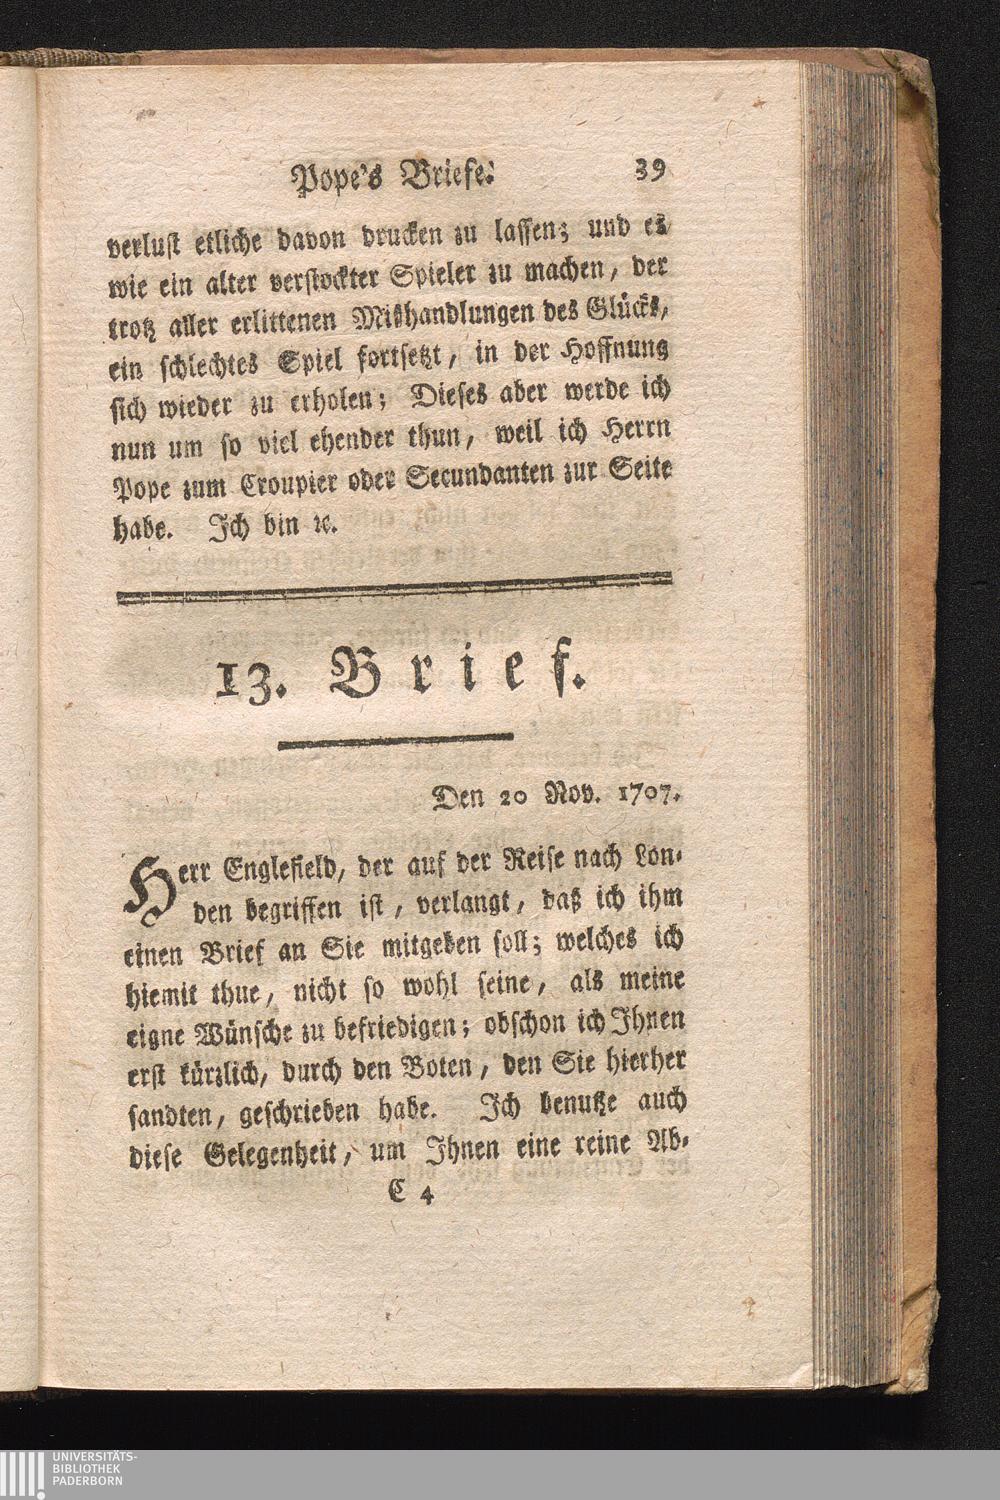 Pope's Briefe. 39
verlust etliche davon drucken zu lassen; und es
wie ein alter verstockter Spieler zu machen, der
trotz aller erlittenen Mishandlungen des Glücks,
ein schlechtes Spiel fortsetzt, in der Hoffnung
sich wieder zu erholen; Dieses aber werde ich
nun um so viel ehender thun, weil ich Herrn
Pope zum Croupier oder Secundanten zur Seite
habe. Ich bin ꝛc.
13. Brief.
Den 20 Nov. 1707.
Herr Englefield, der auf der Reise nach Lon-
den begriffen ist, verlangt, daß ich ihm
einen Brief an Sie mitgeben soll; welches ich
hiemit thue, nicht so wohl seine, als meine
eigne Wünsche zu befriedigen; obschon ich Ihnen
erst kürzlich, durch den Boten, den Sie hierher
sandten, geschrieben habe. Ich benutze auch
diese Gelegenheit, um Ihnen eine reine Ab-
C 4
UNIVERSITÄTS-
BIBLIOTHEK
PADERBORN